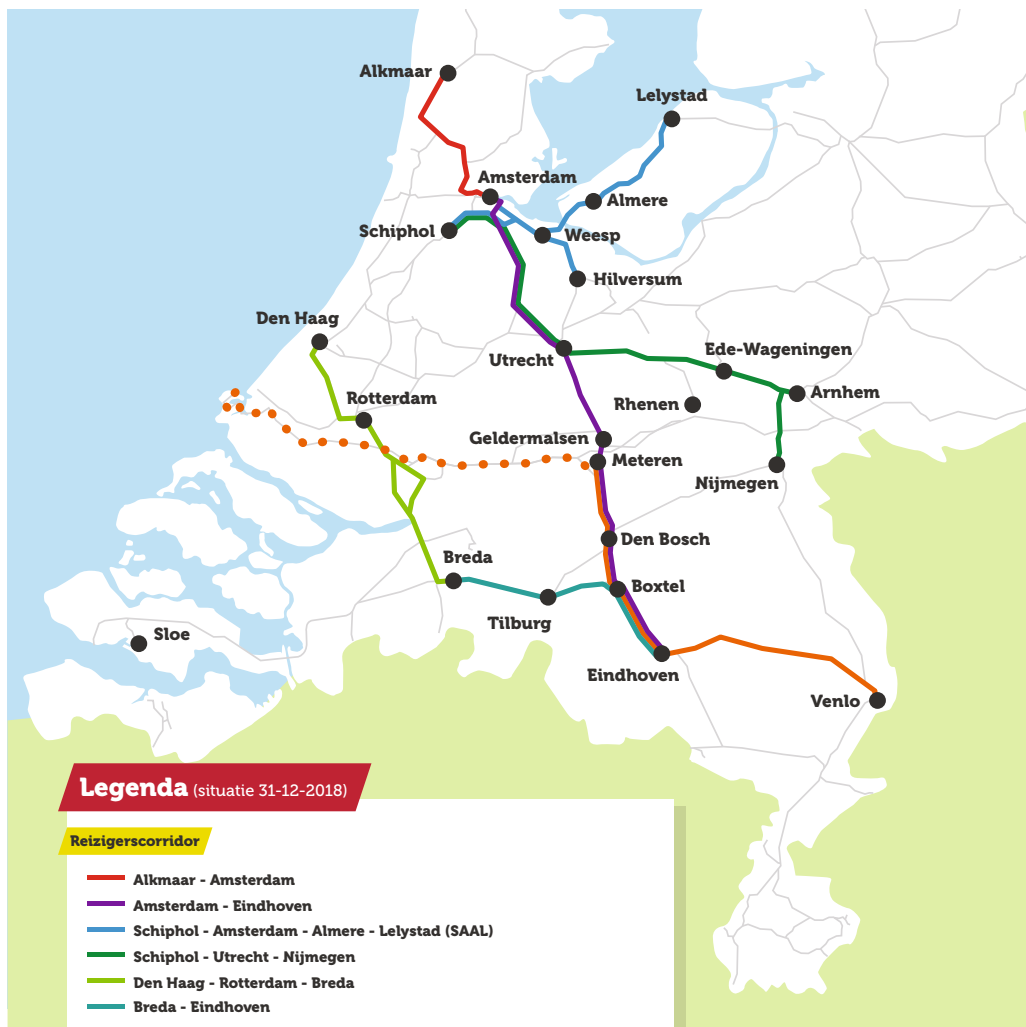 Alkmaar
Lelystad
Amsterdam
Almere
Schiphol
Weesp
Hilversum
Den Haag
Utrecht
Ede-Wageningen
Arnhem
Rotterdam
Rhenen
Geldermalsen
Meteren
Nijmegen
Den Bosch
Breda
Boxtel
Tilburg
Sloe
Eindhoven
Venlo
Legenda (situatie 31-12-2018)
Reizigerscorridor
Alkmaar - Amsterdam
Amsterdam - Eindhoven
Schiphol - Amsterdam - Almere - Lelystad (SAAL)
Schiphol - Utrecht - Nijmegen
Den Haag - Rotterdam - Breda
Breda - Eindhoven